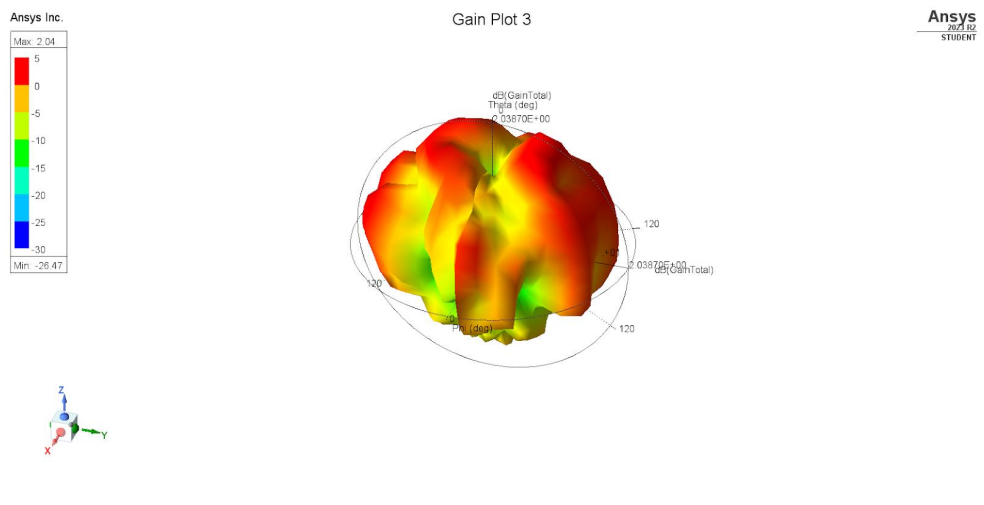 Ansys Inc.
Gain Plot 3
Ansys
2023 R2
STUDENT
Max: 2.04
5
0
-5
-10
-15
-20
-25
-30
Min: -26.47
dB(GainTotal)
Theta (deg)
0
2.03870E+00
120
2.03870E+00
dB(GainTotal)
120
0
Phi (deg)
120
Z
Y
X